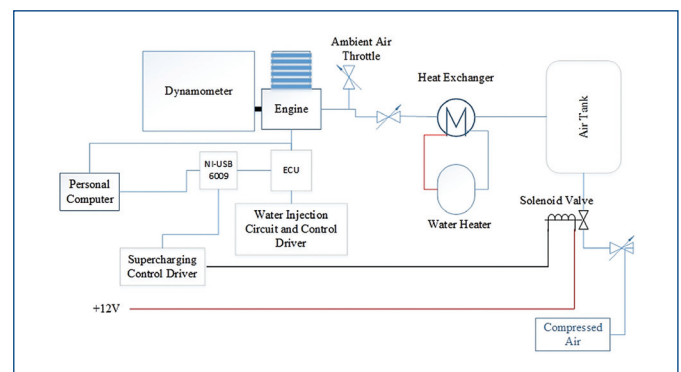 Ambient Air
Throttle
Heat Exchanger
Dynamometer
Engine
Air Tank
NI-USB
6009
ECU
Personal
Computer
Water Heater
Solenoid Valve
Water Injection
Circuit and Control
Driver
Supercharging
Control Driver
+12V
Compressed
Air